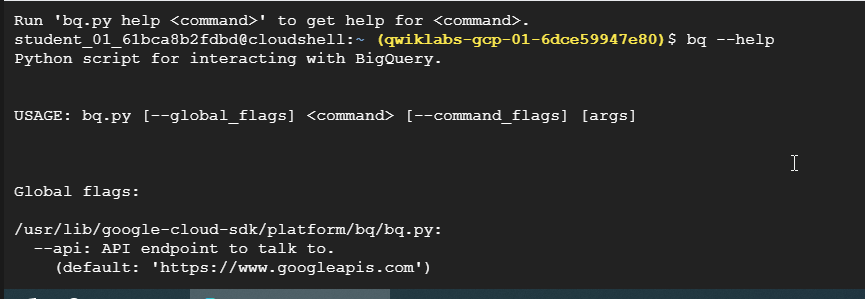 Run 'bq.py help <command>' to get help for <command>.
student_01_61bca8b2fdbd@cloudshell:~ (qwiklabs-gcp-01-6dce59947e80)$ bq --help
Python script for interacting with BigQuery.
USAGE: bq.py [--global_flags] <command> [--command_flags] [args]
Global flags:
/usr/lib/google-cloud-sdk/platform/bq/bq.py:
--api: API endpoint to talk to.
(default: 'https://www.googleapis.com')